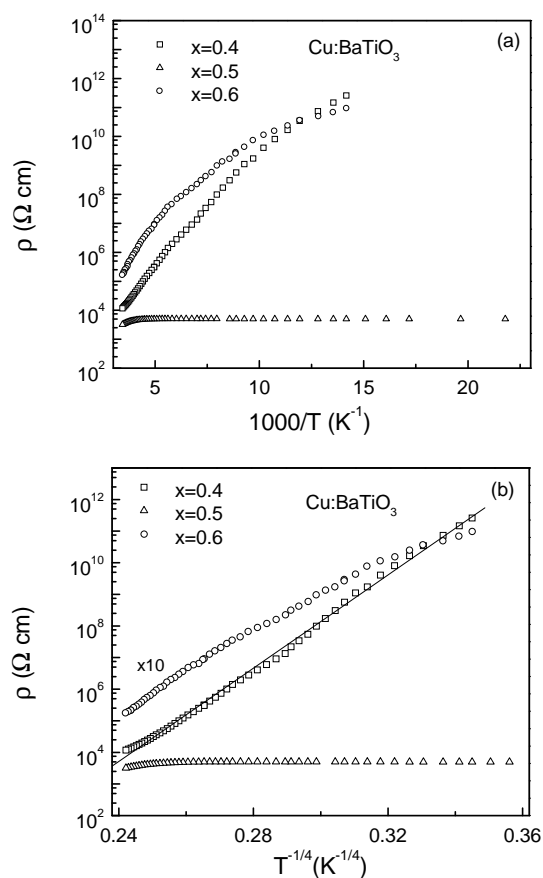 10^14
10^12
10^10
10^8
10^6
10^4
10^2
ρ (Ω cm)
x=0.4
x=0.5
x=0.6
Cu:BaTiO₃
(a)
5 10 15 20
1000/T (K^-1)
10^12
10^10
10^8
10^6
10^4
10^2
ρ (Ω cm)
x=0.4
x=0.5
x=0.6
Cu:BaTiO₃
(b)
x10
0.24 0.28 0.32 0.36
T^-1/4(K^-1/4)